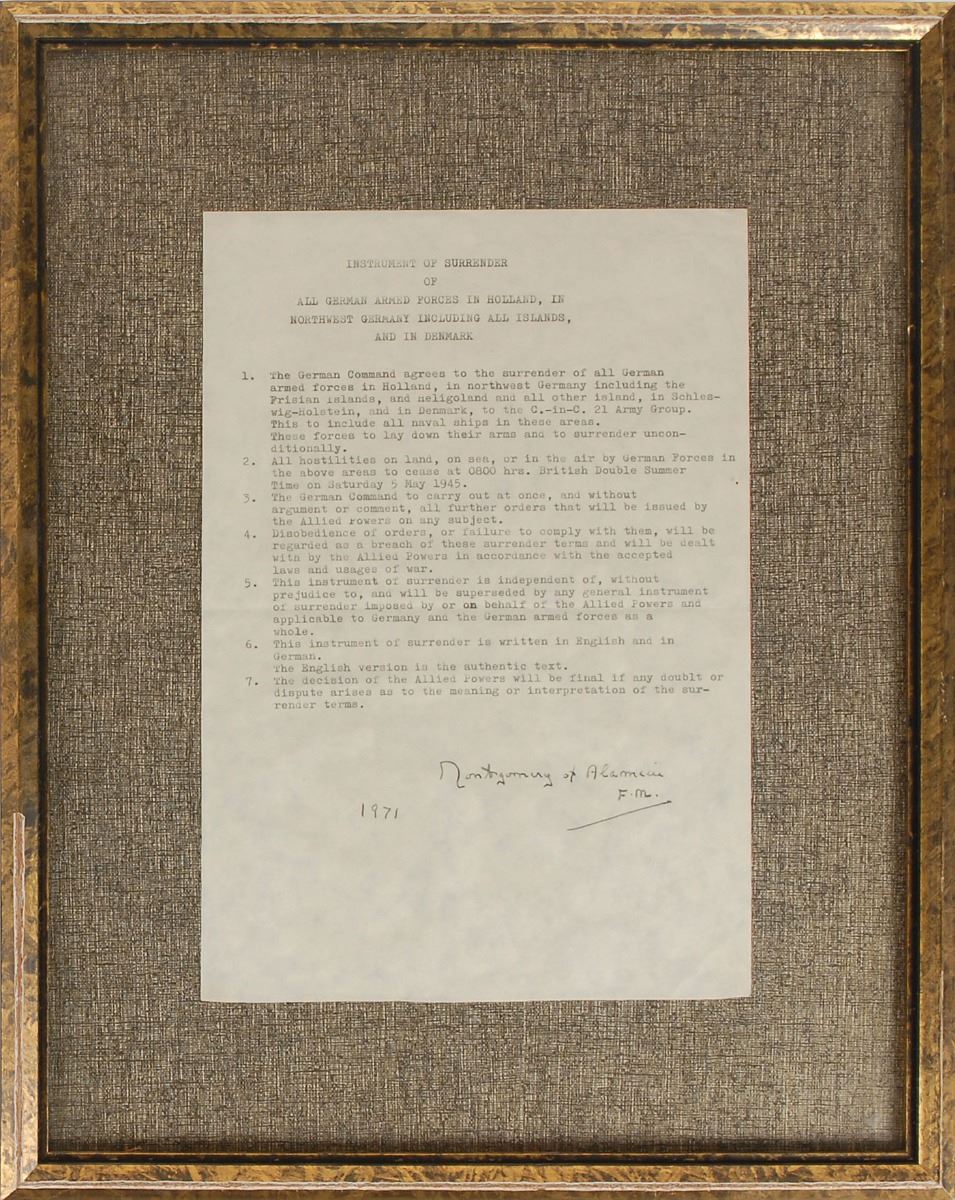 INSTRUMENT OF SURRENDER
OF
ALL GERMAN ARMED FORCES IN HOLLAND, IN
NORTHWEST GERMANY INCLUDING ALL ISLANDS,
AND IN DENMARK
1. The German Command agrees to the surrender of all German
armed forces in Holland, in northwest Germany including the
Frisian islands, and Heligoland and all other island, in Schles-
wig-Holstein, and in Denmark, to the C.-in-C. 21 Army Group.
This to include all naval ships in these areas.
These forces to lay down their arms and to surrender uncon-
ditionally.
2. All hostilities on land, on sea, or in the air by German Forces in
the above areas to cease at 0800 hrs. British Double Summer
Time on Saturday 5 May 1945.
3. The German Command to carry out at once, and without
argument or comment, all further orders that will be issued by
the Allied Powers on any subject.
4. Disobedience of orders, or failure to comply with them, will be
regarded as a breach of these surrender terms and will be dealt
with by the Allied Powers in accordance with the accepted
laws and usages of war.
5. This instrument of surrender is independent of, without
prejudice to, and will be superseded by any general instrument
of surrender imposed by or on behalf of the Allied Powers and
applicable to Germany and the German armed forces as a
whole.
6. This instrument of surrender is written in English and in
German.
The English version is the authentic text.
7. The decision of the Allied Powers will be final if any doublt or
dispute arises as to the meaning or interpretation of the sur-
render terms.
Montgomery of Alamein
F.M.
1971